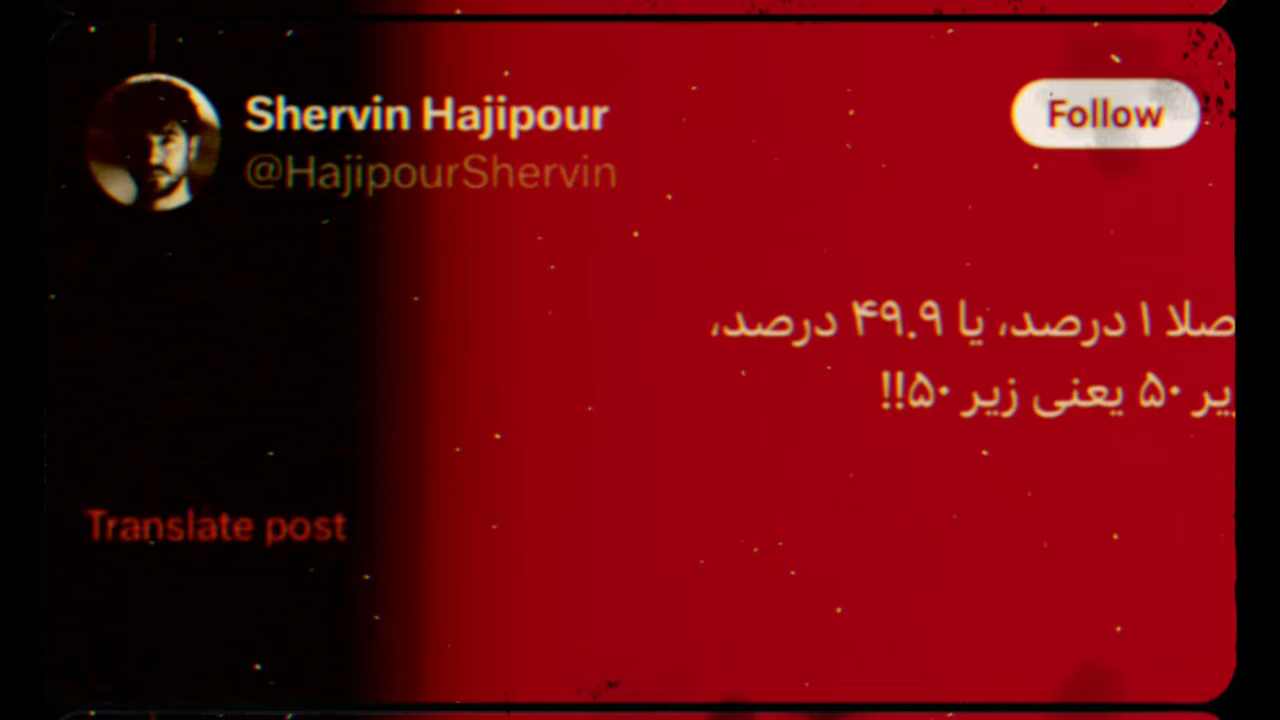 Shervin Hajipour
Follow
@HajipourShervin
صلا ۱ درصد، یا ۴۹.۹ درصد،
یر ۵۰ یعنی زیر ۵۰!!
Translate post